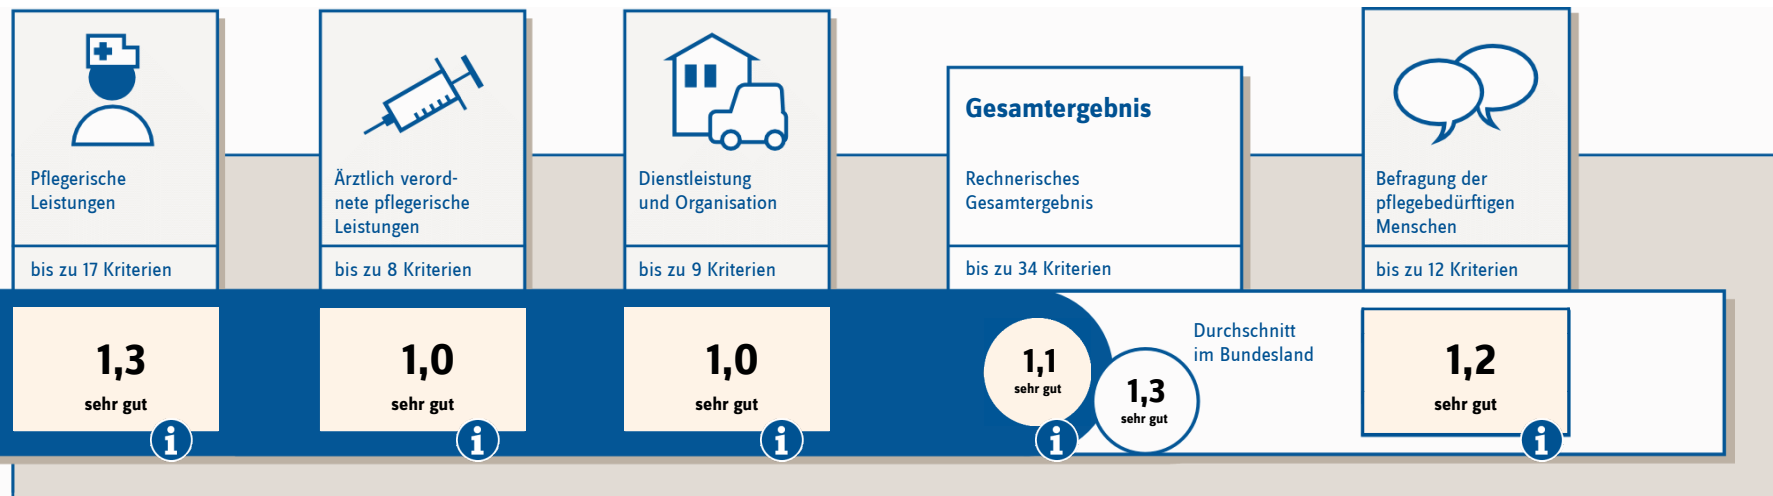 Pflegerische
Leistungen
bis zu 17 Kriterien
1,3
sehr gut
Ärztlich verord-
nete pflegerische
Leistungen
bis zu 8 Kriterien
1,0
sehr gut
Dienstleistung
und Organisation
bis zu 9 Kriterien
1,0
sehr gut
Gesamtergebnis
Rechnerisches
Gesamtergebnis
bis zu 34 Kriterien
1,1
sehr gut
1,3
sehr gut
Durchschnitt
im Bundesland
Befragung der
pflegebedürftigen
Menschen
bis zu 12 Kriterien
1,2
sehr gut